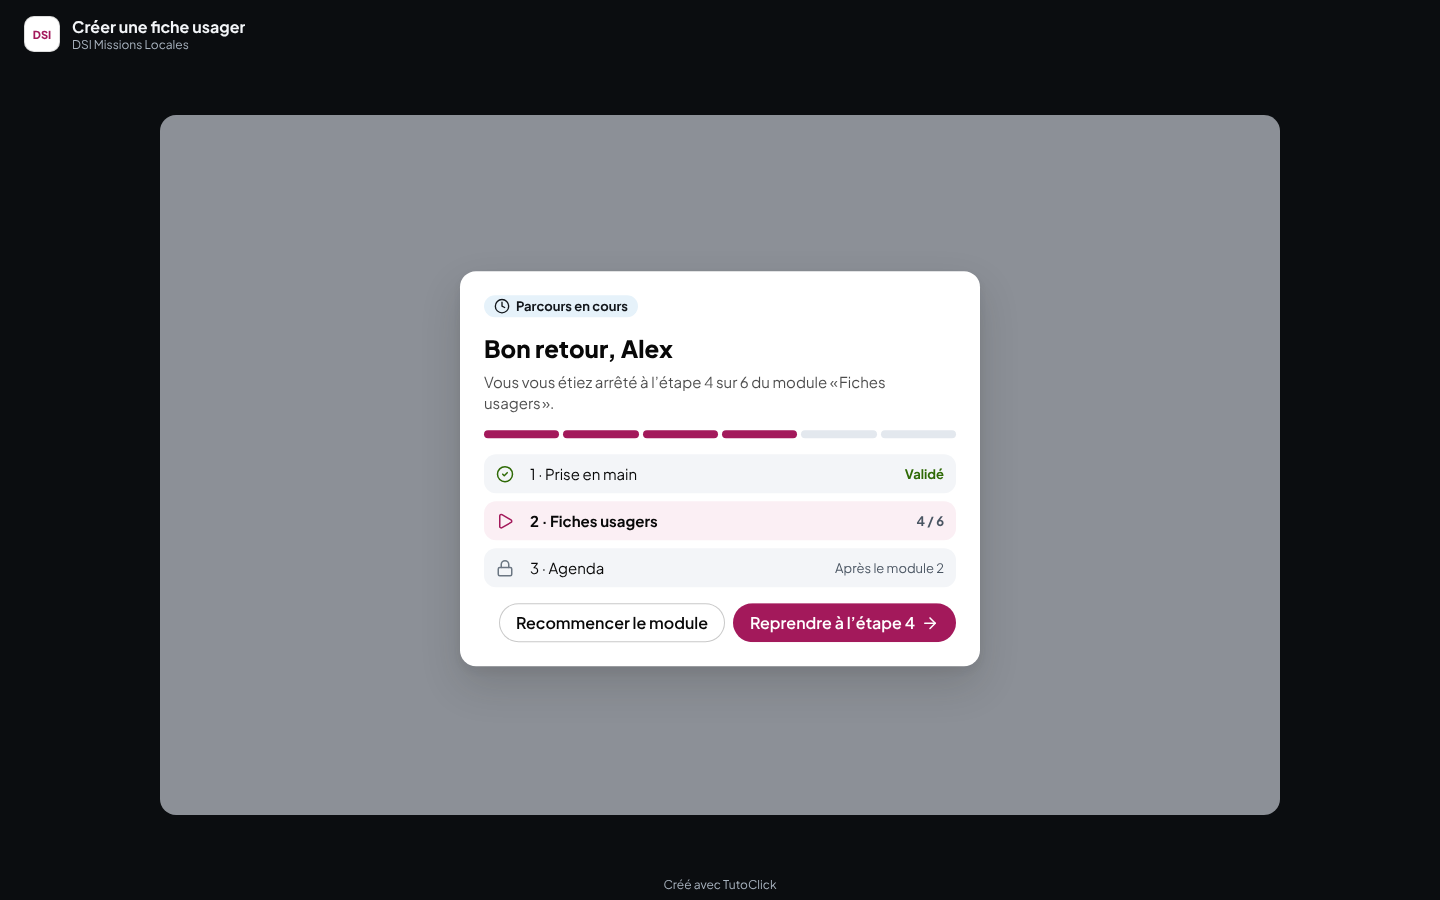 DSI
Créer une fiche usager
DSI Missions Locales
Parcours en cours
Bon retour, Alex
Vous vous étiez arrêté à l’étape 4 sur 6 du module « Fiches
usagers ».
1 · Prise en main
Validé
2 · Fiches usagers
4 / 6
3 · Agenda
Après le module 2
Recommencer le module
Reprendre à l’étape 4
Créé avec TutoClick